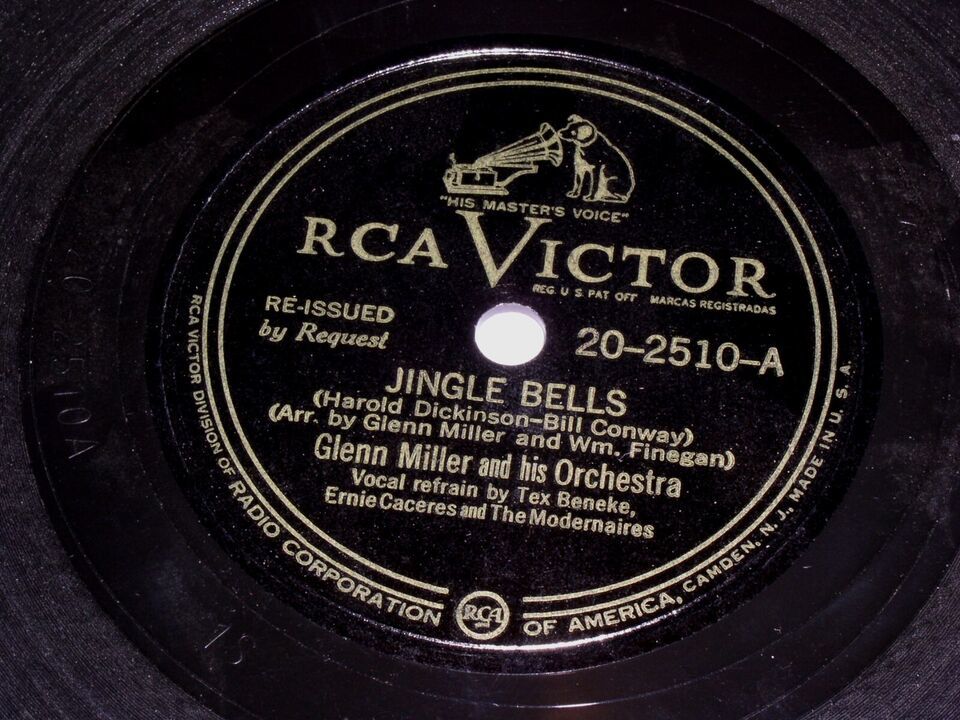 "HIS MASTER'S VOICE"
RCA VICTOR
REG. U. S. PAT. OFF. MARCAS REGISTRADAS
RE-ISSUED
by Request
20-2510-A
JINGLE BELLS
(Harold Dickinson-Bill Conway)
(Arr. by Glenn Miller and Wm. Finegan)
Glenn Miller and his Orchestra
Vocal refrain by Tex Beneke,
Ernie Caceres and The Modernaires
RCA VICTOR DIVISION OF RADIO CORPORATION OF AMERICA, CAMDEN, N. J., MADE IN U. S. A.
RCA